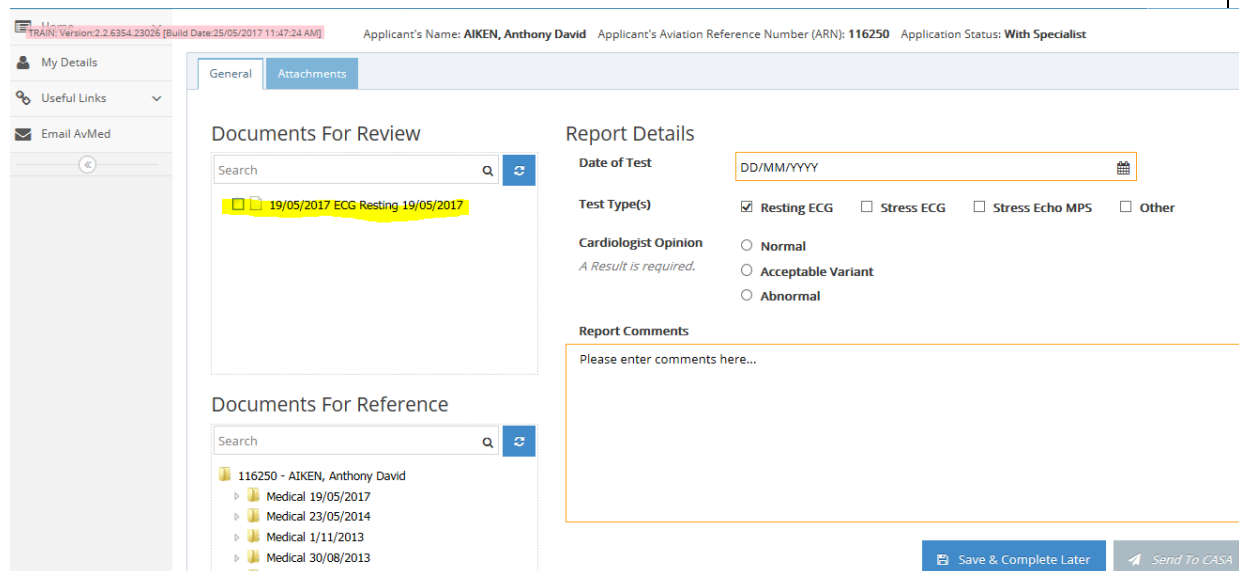 Home
TRAIN: Version:2.2.6354.23026 [Build Date:25/05/2017 11:47:24 AM]
Applicant's Name: AIKEN, Anthony David Applicant's Aviation Reference Number (ARN): 116250 Application Status: With Specialist
My Details
Useful Links
Email AvMed
General Attachments
Documents For Review
Search
19/05/2017 ECG Resting 19/05/2017
Documents For Reference
Search
116250 - AIKEN, Anthony David
Medical 19/05/2017
Medical 23/05/2014
Medical 1/11/2013
Medical 30/08/2013
Report Details
Date of Test DD/MM/YYYY
Test Type(s) Resting ECG Stress ECG Stress Echo MPS Other
Cardiologist Opinion Normal
A Result is required. Acceptable Variant
Abnormal
Report Comments
Please enter comments here...
Save & Complete Later Send To CASA